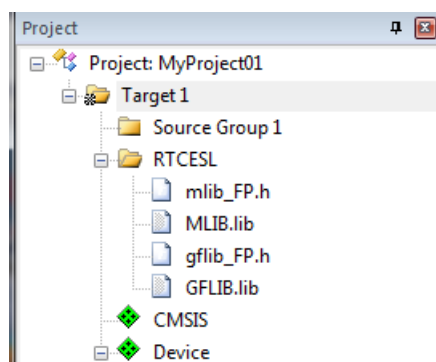 Project
Project: MyProject01
Target 1
Source Group 1
RTCESL
mlib_FP.h
MLIB.lib
gflib_FP.h
GFLIB.lib
CMSIS
Device